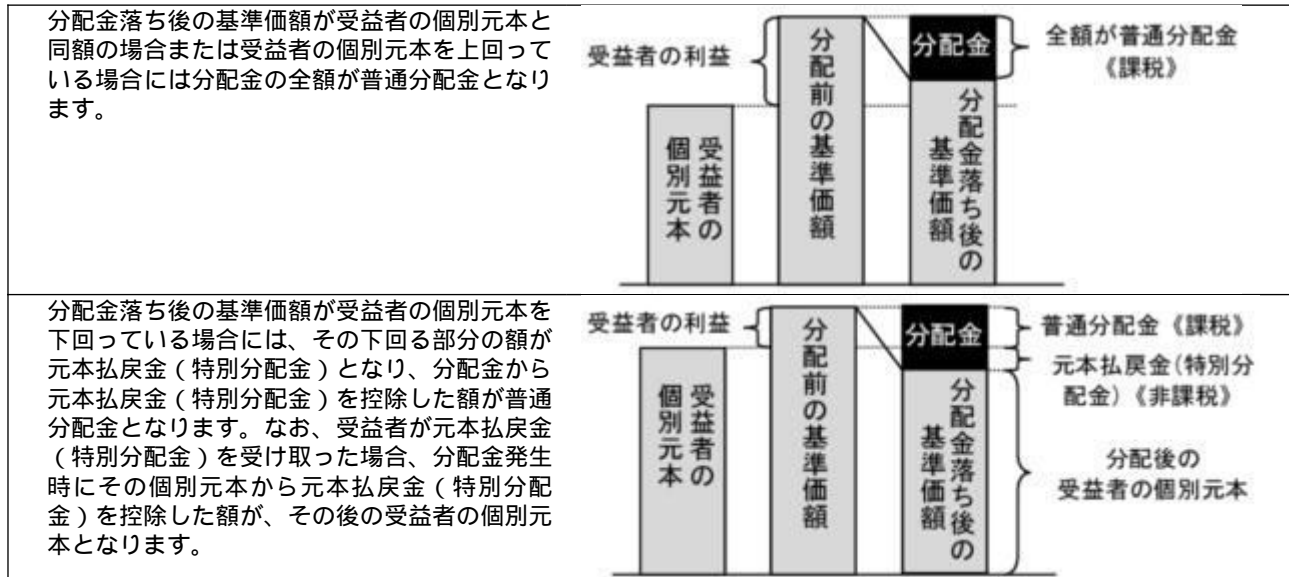 分配金落ち後の基準価額が受益者の個別元本と
同額の場合または受益者の個別元本を上回って
いる場合には分配金の全額が普通分配金となり
ます。
受益者の利益
受益者の
個別元本
分配前の基準価額
分配金
分配金落ち後の
基準価額
全額が普通分配金
《課税》
分配金落ち後の基準価額が受益者の個別元本を
下回っている場合には、その下回る部分の額が
元本払戻金（特別分配金）となり、分配金から
元本払戻金（特別分配金）を控除した額が普通
分配金となります。なお、受益者が元本払戻金
（特別分配金）を受け取った場合、分配金発生
時にその個別元本から元本払戻金（特別分配
金）を控除した額が、その後の受益者の個別元
本となります。
受益者の利益
受益者の
個別元本
分配前の基準価額
分配金
分配金落ち後の
基準価額
普通分配金《課税》
元本払戻金(特別分
配金)《非課税》
分配後の
受益者の個別元本